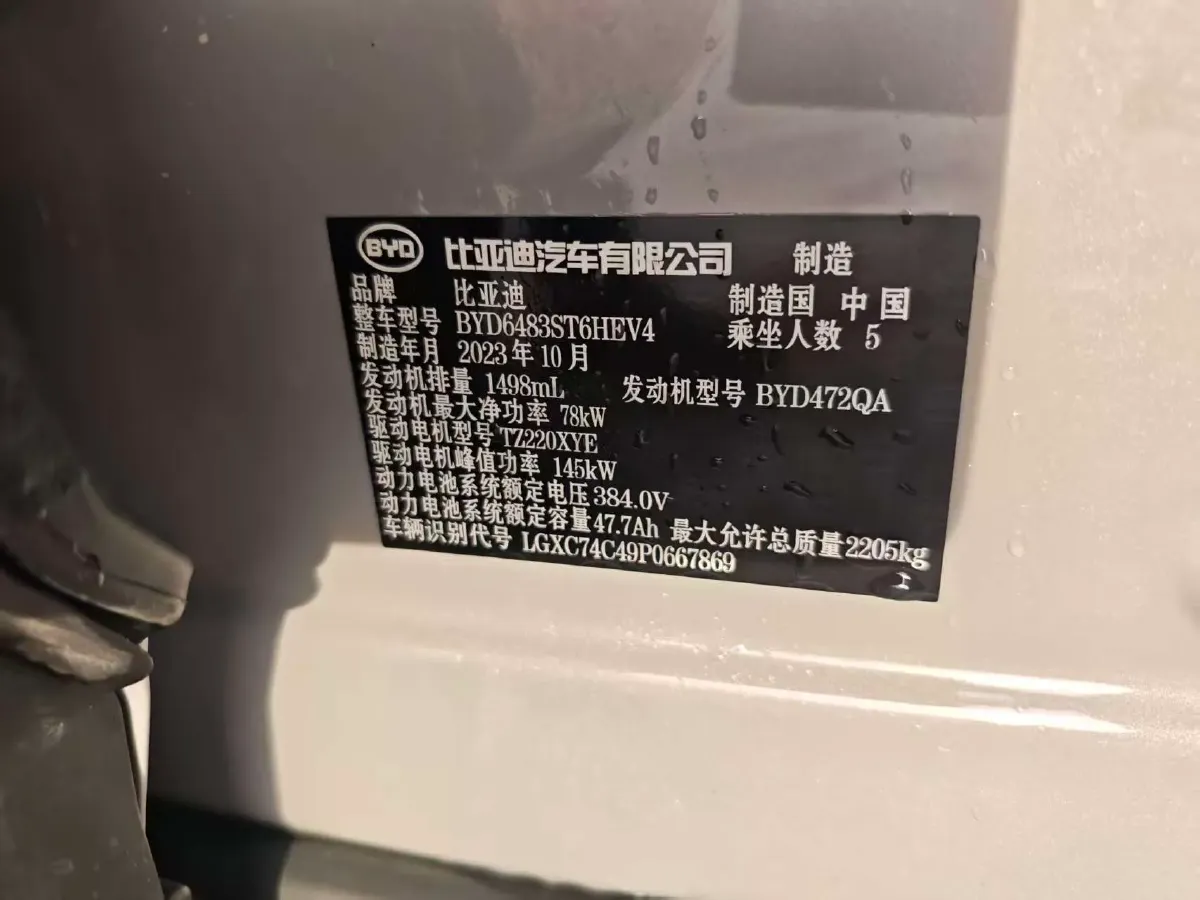 BYD 比亚迪汽车有限公司 制造
品牌 比亚迪 制造国 中国
整车型号 BYD6483ST6HEV4 乘坐人数 5
制造年月 2023年10月
发动机排量 1498mL 发动机型号 BYD472QA
发动机最大净功率 78kW
驱动电机型号 TZ220XYE
驱动电机峰值功率 145kW
动力电池系统额定电压 384.0V
动力电池系统额定容量 47.7Ah 最大允许总质量 2205kg
车辆识别代号 LGXC74C49P0667869
工